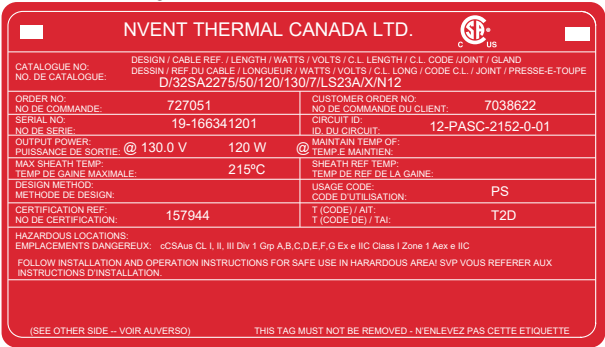 NVENT THERMAL CANADA LTD.
C SA US
DESIGN / CABLE REF. / LENGTH / WATTS / VOLTS / C.L. LENGTH / C.L. CODE /JOINT / GLAND
CATALOGUE NO:
NO. DE CATALOGUE:
DESSIN / REF.DU CABLE / LONGUEUR / WATTS / VOLTS / C.L. LONG / CODE C.L. / JOINT / PRESSE-E-TOUPE
D/32SA2275/50/120/130/7/LS23A/X/N12
ORDER NO:
NO DE COMMANDE: 727051
CUSTOMER ORDER NO:
NO DE COMMANDE DU CLIENT: 7038622
SERIAL NO:
NO DE SERIE: 19-166341201
CIRCUIT ID:
ID. DU CIRCUIT: 12-PASC-2152-0-01
OUTPUT POWER:
PUISSANCE DE SORTIE: @ 130.0 V 120 W
@ MAINTAIN TEMP OF:
TEMP.E MAINTIEN:
MAX SHEATH TEMP:
TEMP DE GAINE MAXIMALE: 215ºC
SHEATH REF TEMP:
TEMP DE REF DE LA GAINE:
DESIGN METHOD:
METHODE DE DESIGN:
USAGE CODE:
CODE D'UTILISATION: PS
CERTIFICATION REF:
NO DE CERTIFICATION: 157944
T (CODE) / AIT:
T (CODE DE) / TAI: T2D
HAZARDOUS LOCATIONS:
EMPLACEMENTS DANGEREUX: cCSAus CL I, II, III Div 1 Grp A,B,C,D,E,F,G Ex e IIC Class I Zone 1 Aex e IIC
FOLLOW INSTALLATION AND OPERATION INSTRUCTIONS FOR SAFE USE IN HARARDOUS AREA! SVP VOUS REFERER AUX
INSTRUCTIONS D'INSTALLATION.
(SEE OTHER SIDE -- VOIR AUVERSO) THIS TAG MUST NOT BE REMOVED - N'ENLEVEZ PAS CETTE ETIQUETTE